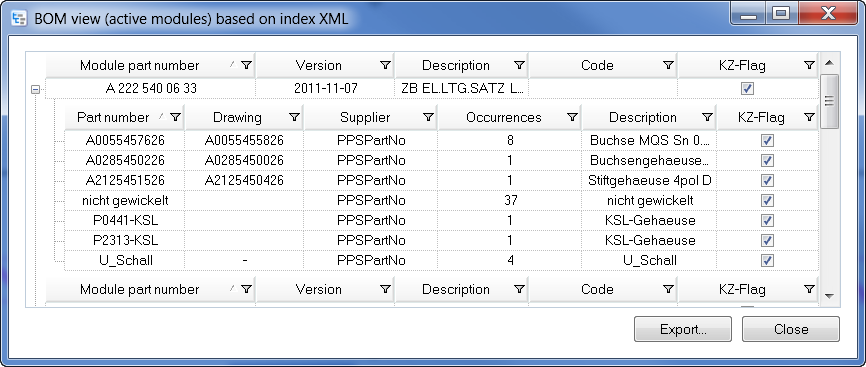 BOM view (active modules) based on index XML
Module part number Version Description Code KZ-Flag
A 222 540 06 33 2011-11-07 ZB EL.LTG.SATZ L...
Part number Drawing Supplier Occurrences Description KZ-Flag
A0055457626 A0055455826 PPSPartNo 8 Buchse MQS Sn 0....
A0285450226 A0285450026 PPSPartNo 1 Buchsengehaeuse...
A2125451526 A2125450426 PPSPartNo 1 Stiftgehaeuse 4pol D
nicht gewickelt PPSPartNo 37 nicht gewickelt
P0441-KSL PPSPartNo 1 KSL-Gehaeuse
P2313-KSL PPSPartNo 1 KSL-Gehaeuse
U_Schall - PPSPartNo 4 U_Schall
Module part number Version Description Code KZ-Flag
Export... Close